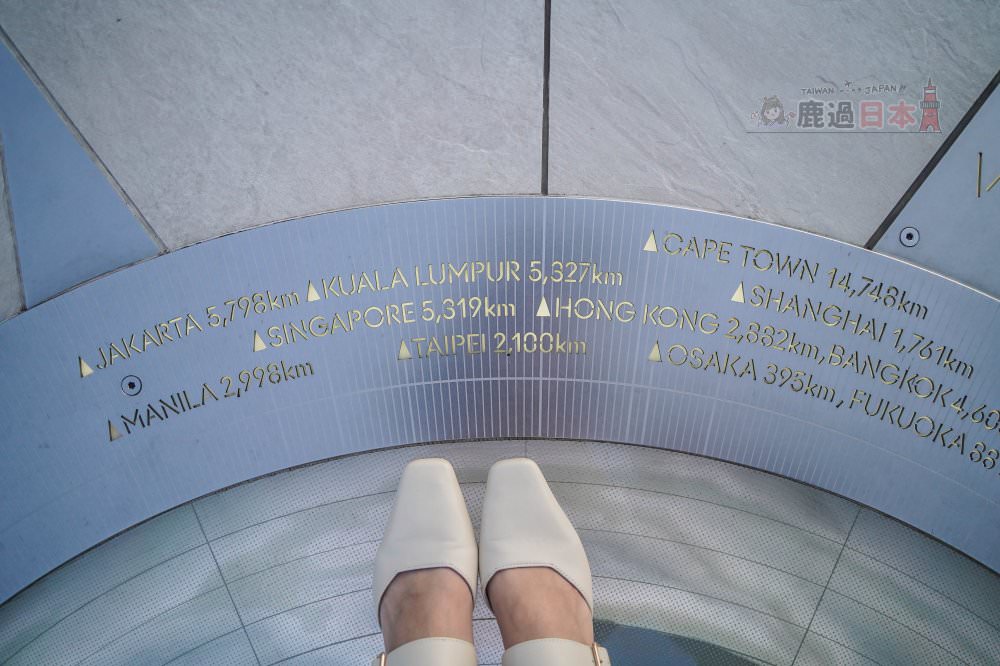 TAIWAN JAPAN!!
鹿過日本
CAPE TOWN 14,748km
JAKARTA 5,798km KUALA LUMPUR 5,327km
SHANGHAI 1,761km
SINGAPORE 5,319km HONG KONG 2,882km, BANGKOK
MANILA 2,998km
TAIPEI 2,100km
OSAKA 395km, FUKUOKA